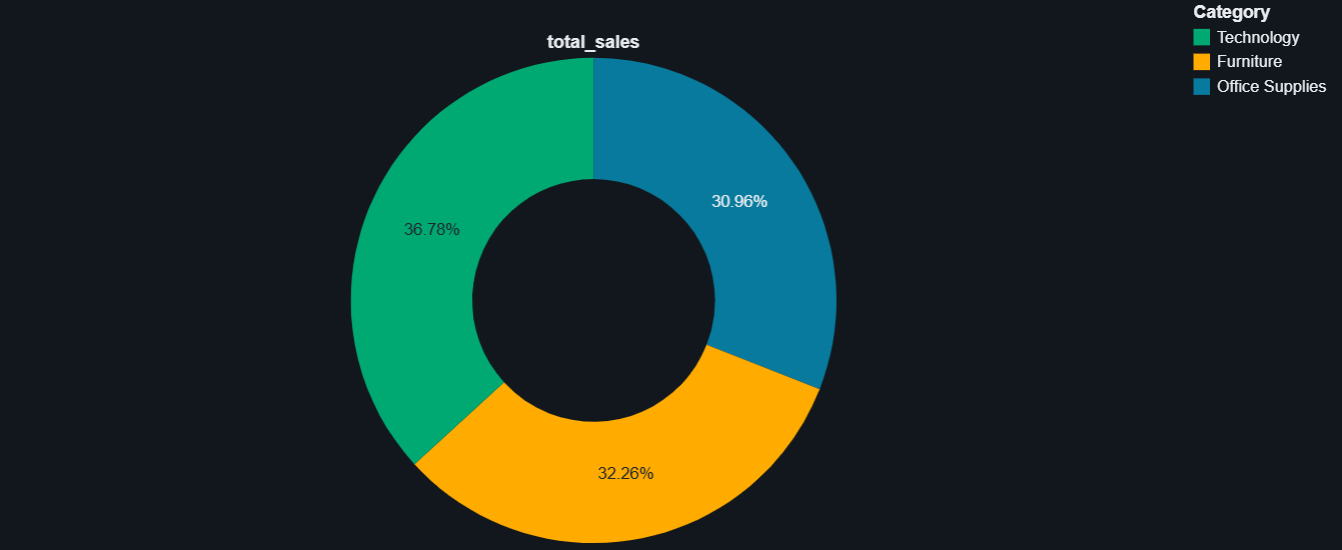 total_sales
36.78%
30.96%
32.26%
Category
Technology
Furniture
Office Supplies